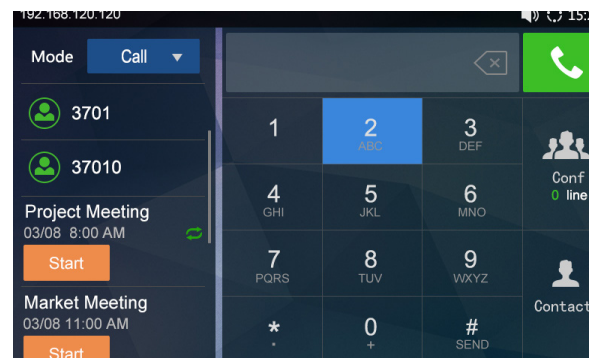 192.168.120.120
15:
Mode Call
3701
37010
Project Meeting
03/08 8:00 AM
Start
Market Meeting
03/08 11:00 AM
Start
1
2
ABC
3
DEF
4
GHI
5
JKL
6
MNO
7
PQRS
8
TUV
9
WXYZ
*
.
0
+
#
SEND
Conf
0 line
Contact